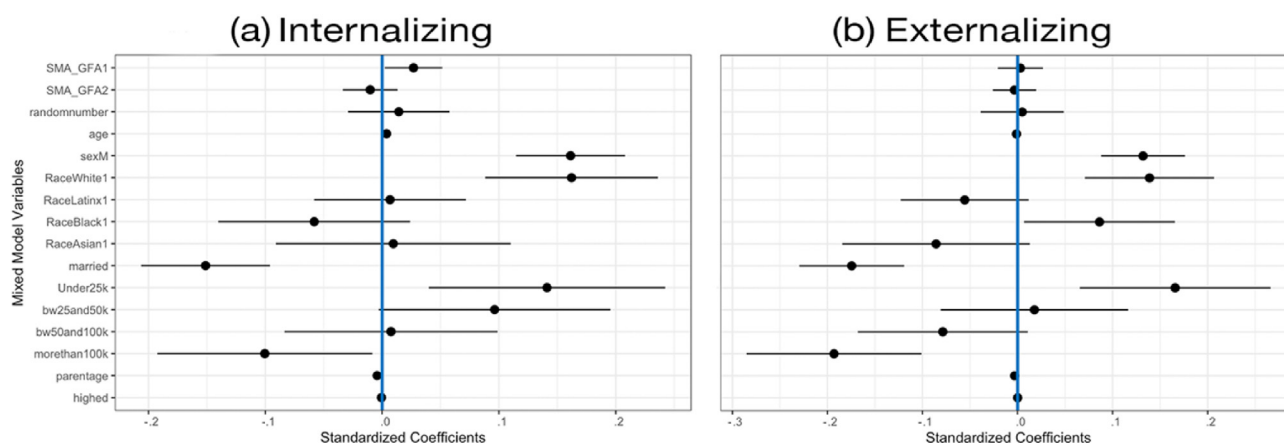 (a) Internalizing
(b) Externalizing
Mixed Model Variables
SMA_GFA1
SMA_GFA2
randomnumber
age
sexM
RaceWhite1
RaceLatinx1
RaceBlack1
RaceAsian1
married
Under25k
bw25and50k
bw50and100k
morethan100k
parentage
highed
-.2 -.1 .0 .1 .2
Standardized Coefficients
-.3 -.2 -.1 .0 .1 .2
Standardized Coefficients